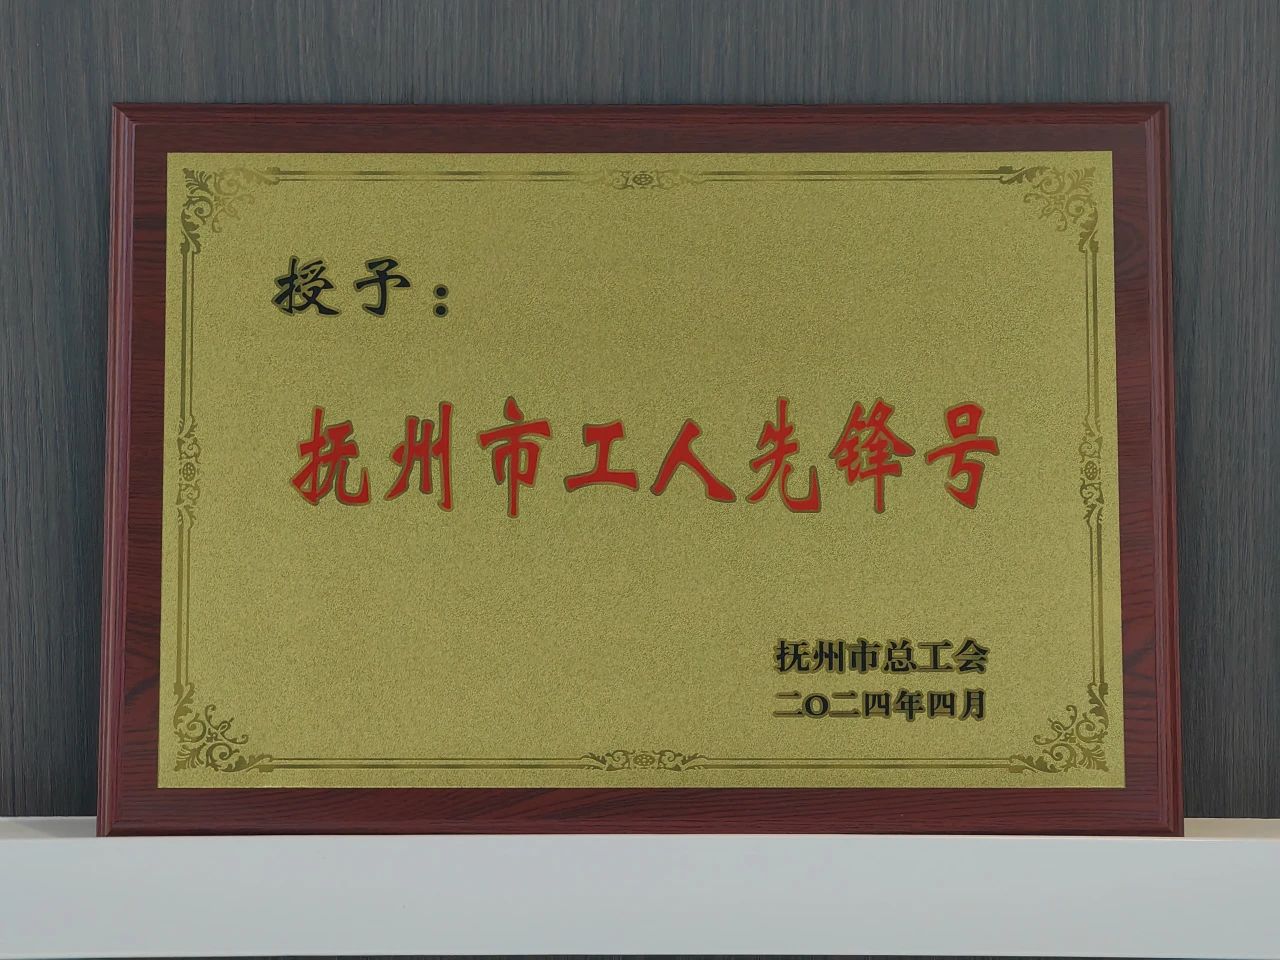 授予：
抚州市工人先锋号
抚州市总工会
二〇二四年四月